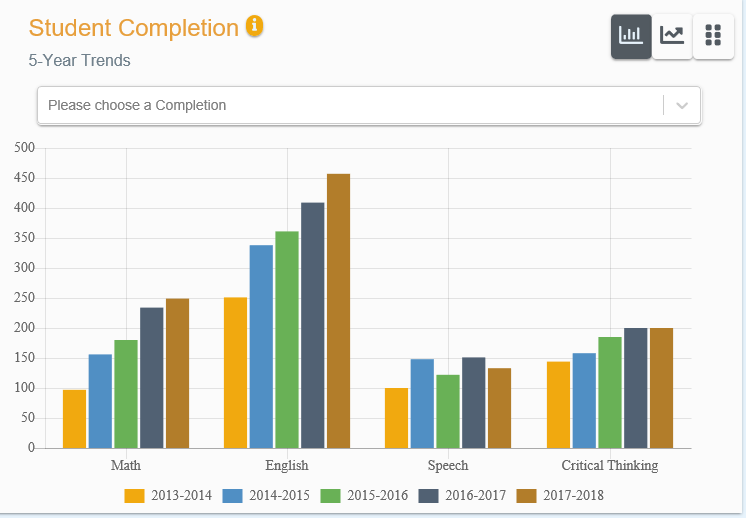 Student Completion i
5-Year Trends
Please choose a Completion
500
450
400
350
300
250
200
150
100
50
0
Math English Speech Critical Thinking
2013-2014 2014-2015 2015-2016 2016-2017 2017-2018